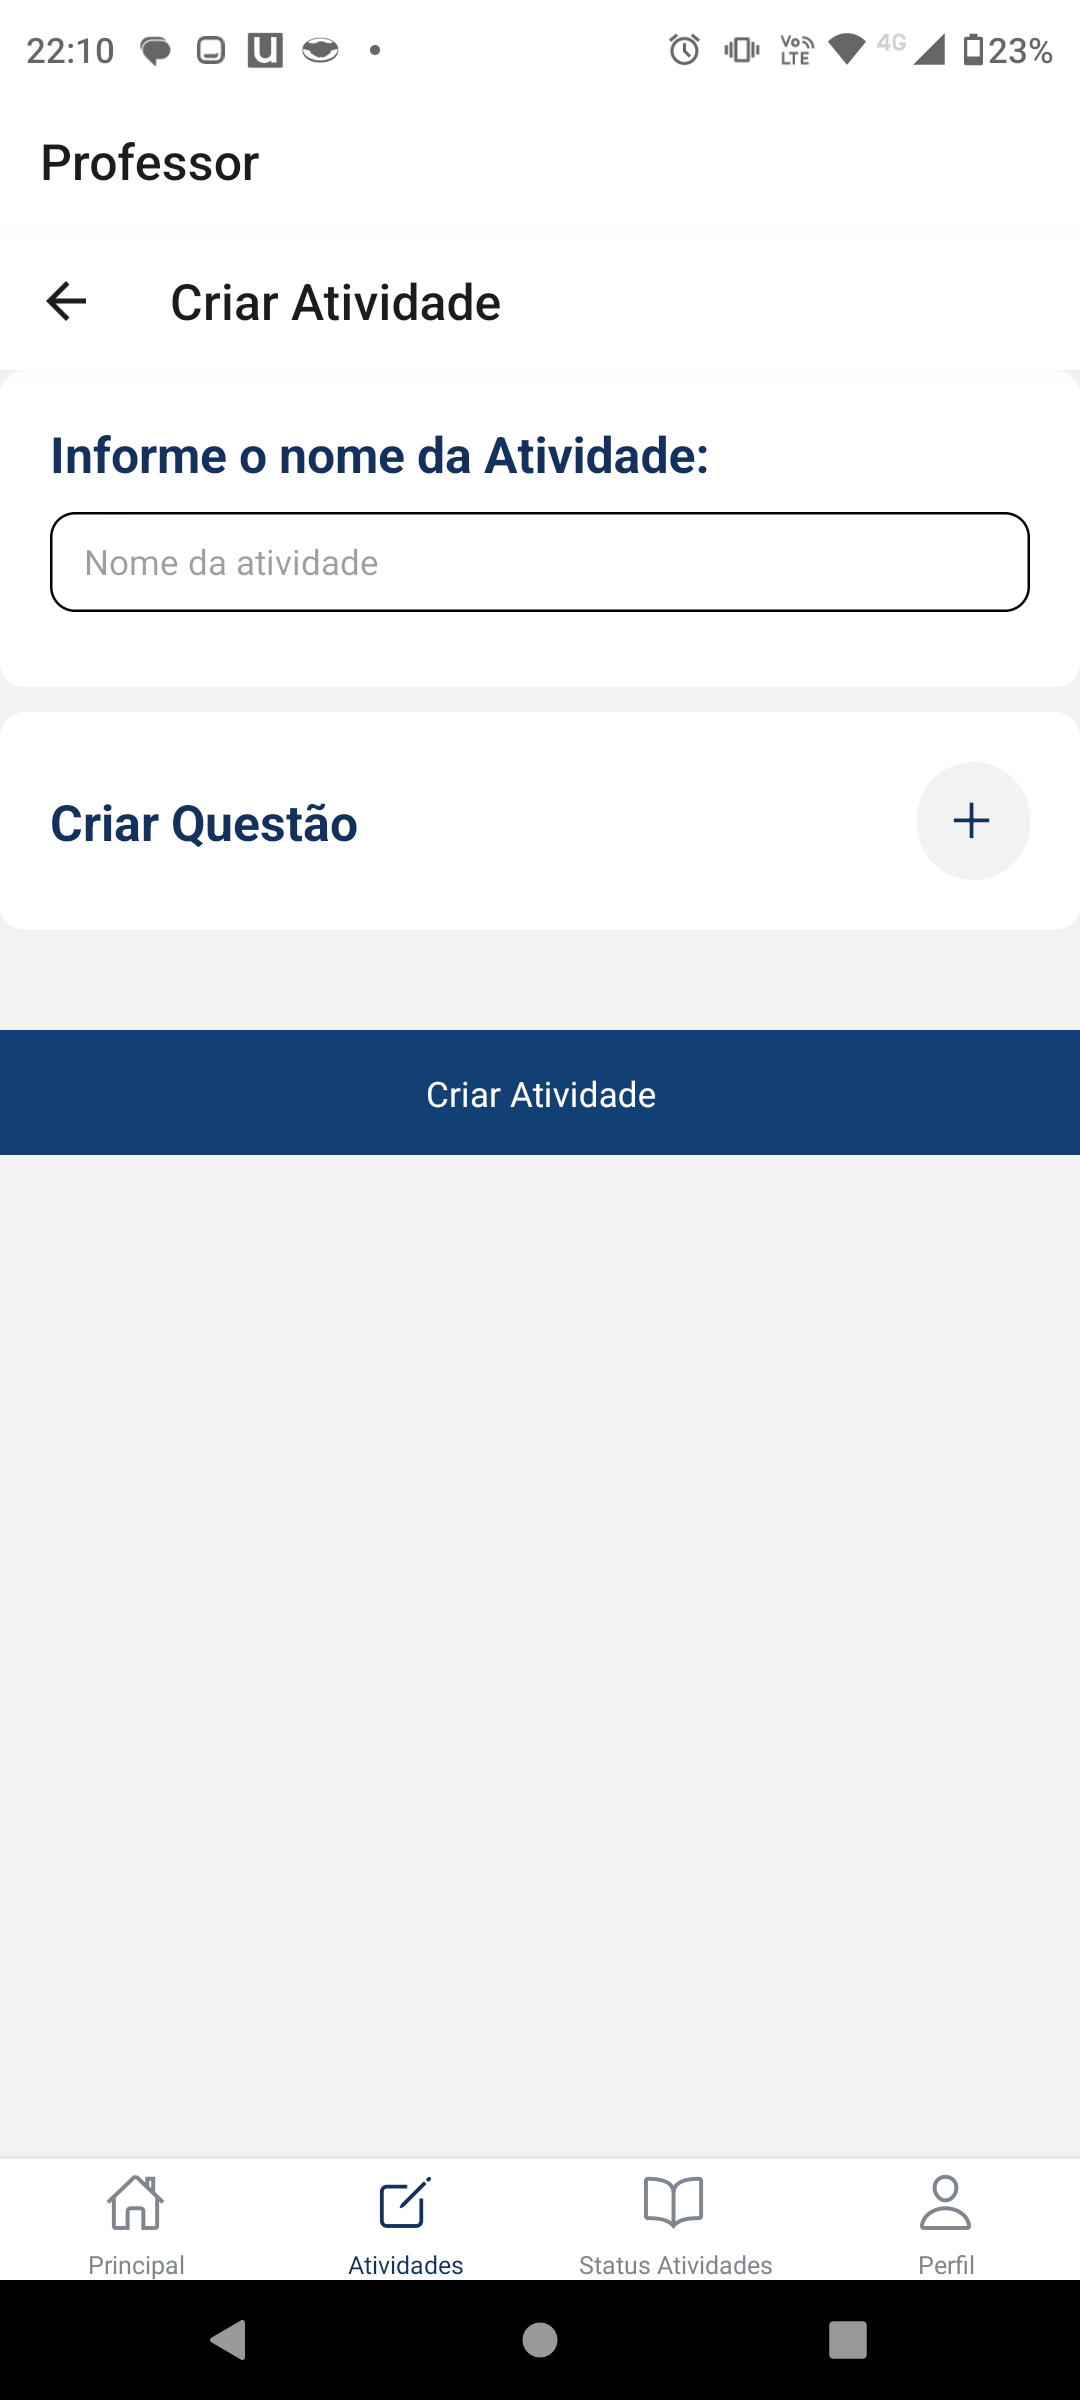 22:10 U Vo LTE 4G 23%
Professor
Criar Atividade
Informe o nome da Atividade:
Nome da atividade
Criar Questão
Criar Atividade
Principal Atividades Status Atividades Perfil